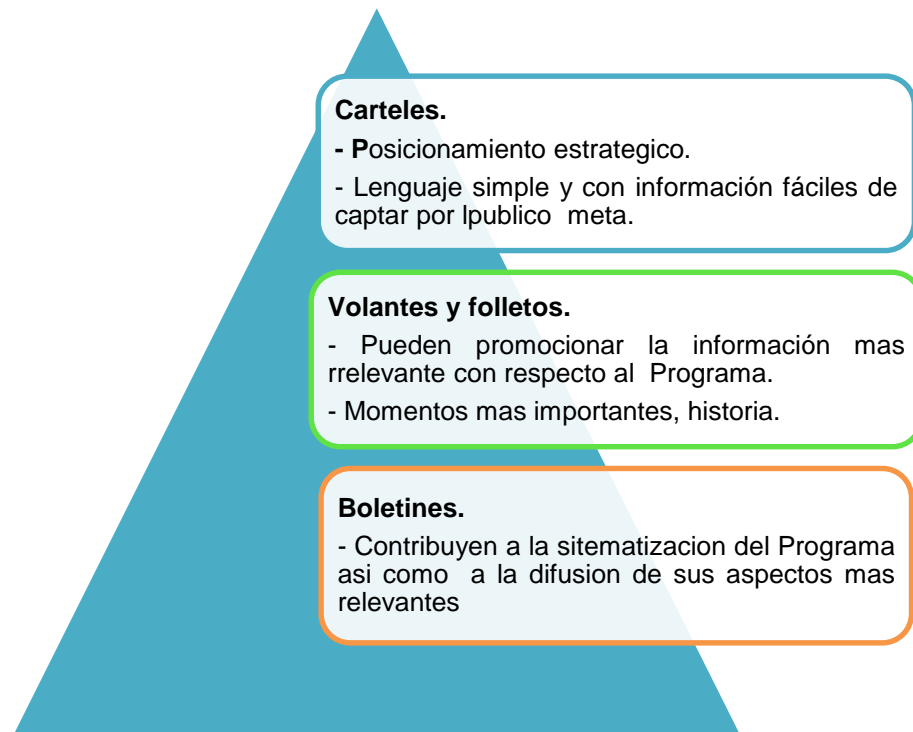 Carteles.
- Posicionamiento estrategico.
- Lenguaje simple y con información fáciles de
captar por lpublico meta.
Volantes y folletos.
- Pueden promocionar la información mas
rrelevante con respecto al Programa.
- Momentos mas importantes, historia.
Boletines.
- Contribuyen a la sitematizacion del Programa
asi como a la difusion de sus aspectos mas
relevantes